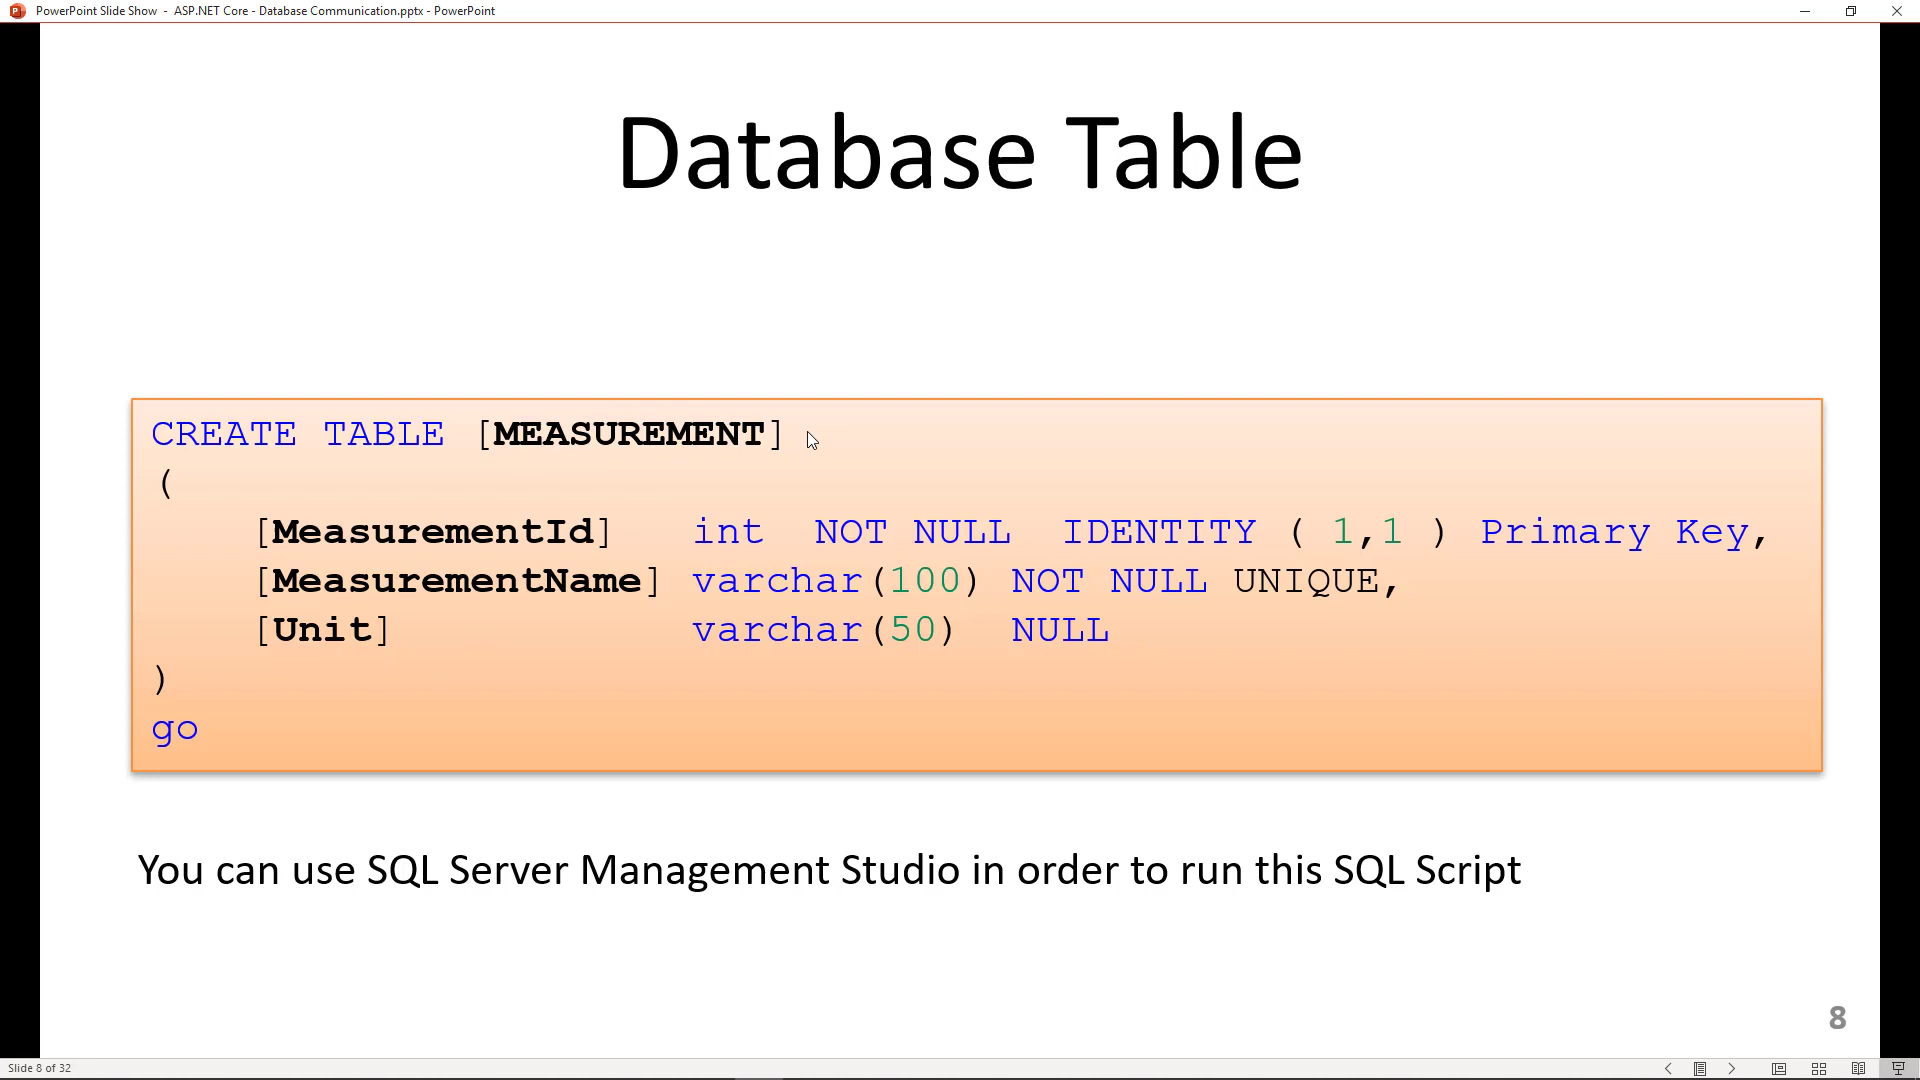 PowerPoint Slide Show - ASP.NET Core - Database Communication.pptx - PowerPoint
Database Table
CREATE TABLE [MEASUREMENT]
(
[MeasurementId] int NOT NULL IDENTITY ( 1,1 ) Primary Key,
[MeasurementName] varchar(100) NOT NULL UNIQUE,
[Unit] varchar(50) NULL
)
go
You can use SQL Server Management Studio in order to run this SQL Script
8
Slide 8 of 32